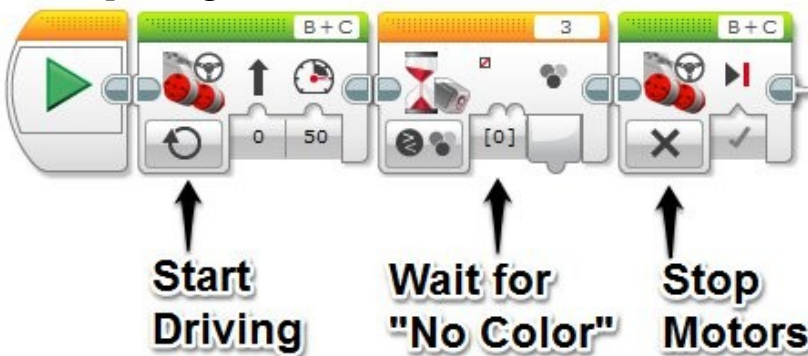 B + C
3
B + C
0
50
[0]
Start
Driving
Wait for
"No Color"
Stop
Motors